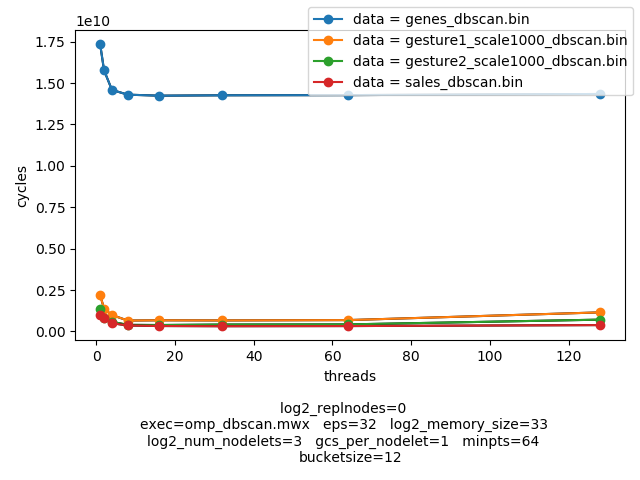 1e10
data = genes_dbscan.bin
data = gesture1_scale1000_dbscan.bin
data = gesture2_scale1000_dbscan.bin
data = sales_dbscan.bin
1.75
1.50
1.25
1.00
0.75
0.50
0.25
0.00
cycles
0 20 40 60 80 100 120
threads
log2_replnodes=0
exec=omp_dbscan.mwx eps=32 log2_memory_size=33
log2_num_nodelets=3 gcs_per_nodelet=1 minpts=64
bucketsize=12